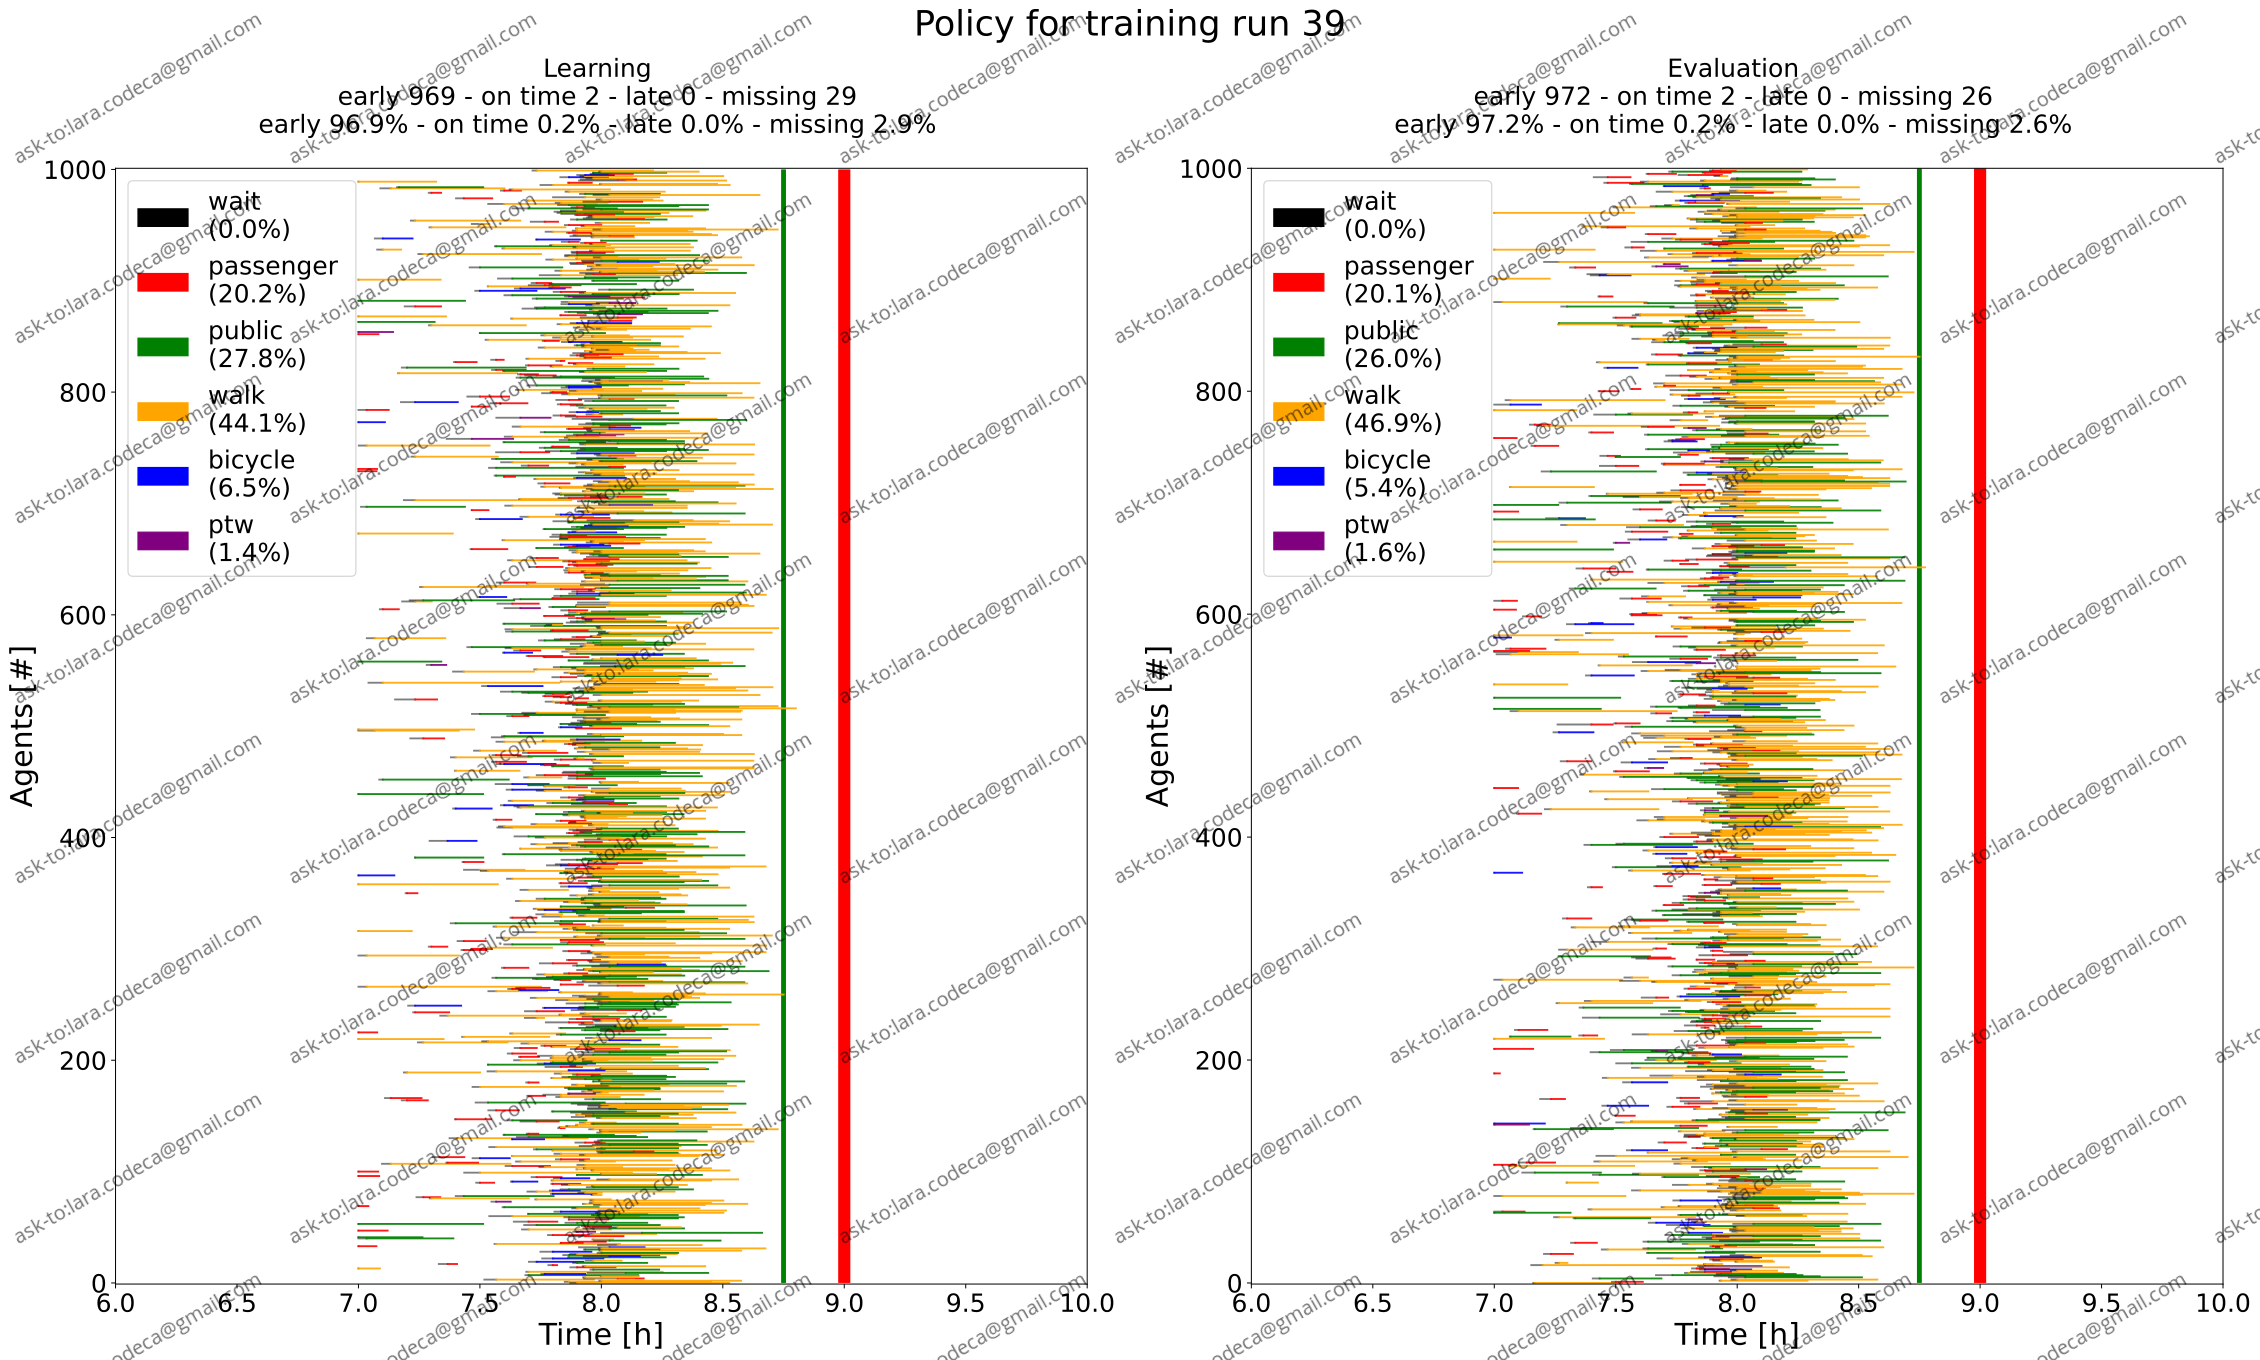 Policy for training run 39
Learning
early 969 - on time 2 - late 0 - missing 29
early 96.9% - on time 0.2% - late 0.0% - missing 2.9%
1000
800
600
400
200
0
Agents [#]
wait
(0.0%)
passenger
(20.2%)
public
(27.8%)
walk
(44.1%)
bicycle
(6.5%)
ptw
(1.4%)
6.0 6.5 7.0 7.5 8.0 8.5 9.0 9.5 10.0
Time [h]
Evaluation
early 972 - on time 2 - late 0 - missing 26
early 97.2% - on time 0.2% - late 0.0% - missing 2.6%
1000
800
600
400
200
0
Agents [#]
wait
(0.0%)
passenger
(20.1%)
public
(26.0%)
walk
(46.9%)
bicycle
(5.4%)
ptw
(1.6%)
6.0 6.5 7.0 7.5 8.0 8.5 9.0 9.5 10.0
Time [h]
ask-to:lara.codeca@gmail.com